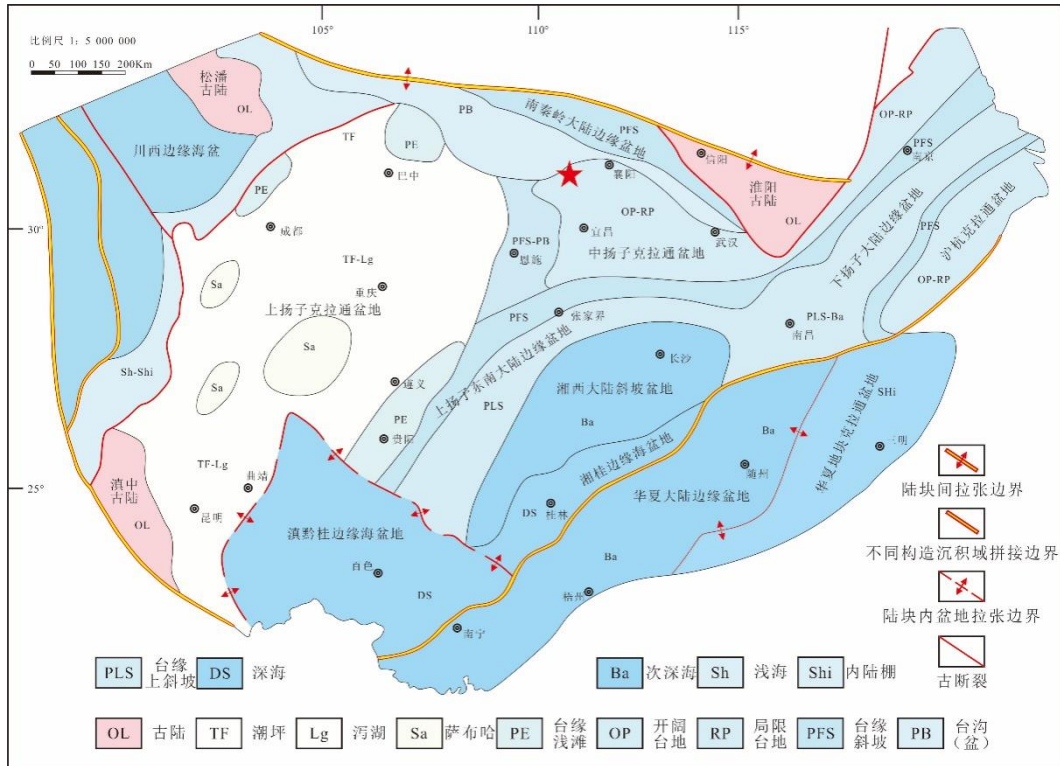 105°
110°
115°
比例尺 1：5 000 000
0 50 100 150 200Km
松潘
古陆
OL
川西边缘海盆
TF
PE
PB
南秦岭大陆边缘盆地
PFS
OP-RP
PFS
南京
信阳
淮阳
古陆
OL
襄阳
巴中
PE
OP-RP
30°
成都
宜昌
武汉
中扬子克拉通盆地
PFS-PB
恩施
下扬子大陆边缘盆地
PFS
沪杭克拉通盆地
OP-RP
TF-Lg
Sa
重庆
上扬子克拉通盆地
PFS
张家界
PLS-Ba
南昌
Sa
Sh-Shi
Sa
遵义
上扬子东南大陆边缘盆地
长沙
湘西大陆斜坡盆地
PE
贵阳
PLS
Ba
湘桂边缘海盆地
Ba
华夏地块克拉通盆地
SHi
三明
25°
TF-Lg
曲靖
滇中
古陆
OL
昆明
DS
桂林
华夏大陆边缘盆地
滇黔桂边缘海盆地
百色
DS
Ba
梧州
南宁
陆块间拉张边界
不同构造沉积域拼接边界
陆块内盆地拉张边界
古断裂
PLS 台缘上斜坡 DS 深海 Ba 次深海 Sh 浅海 Shi 内陆棚
OL 古陆 TF 潮坪 Lg 泻湖 Sa 萨布哈 PE 台缘浅滩 OP 开阔台地 RP 局限台地 PFS 台缘斜坡 PB 台沟（盆）